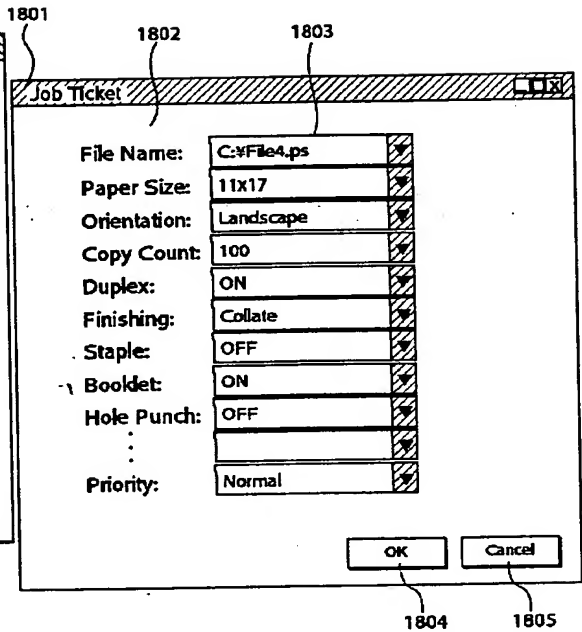 1801
1802
1803
Job Ticket
File Name: C:¥File4.ps
Paper Size: 11x17
Orientation: Landscape
Copy Count: 100
Duplex: ON
Finishing: Collate
Staple: OFF
Booklet: ON
Hole Punch: OFF
Priority: Normal
OK Cancel
1804 1805